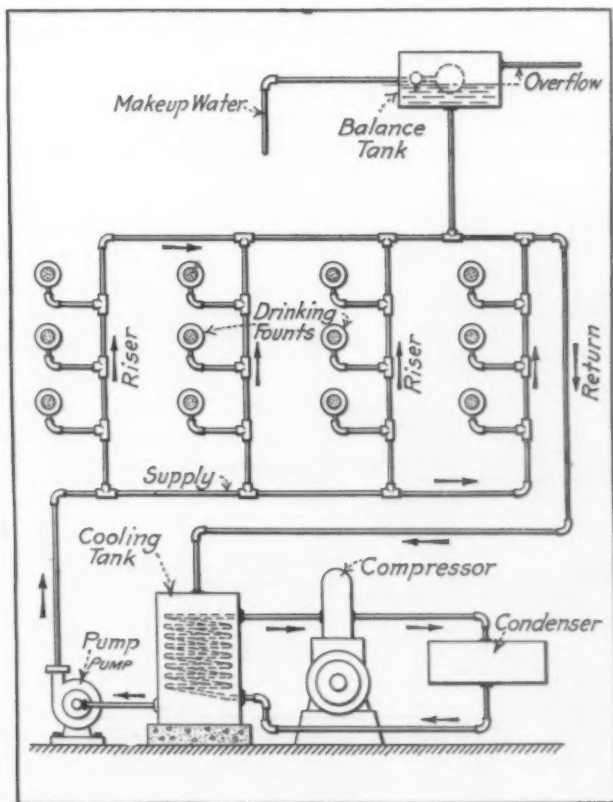 Makeup Water
Overflow
Balance
Tank
Drinking
Founts
Riser
Riser
Return
Supply
Cooling
Tank
Compressor
Condenser
Pump
PUMP